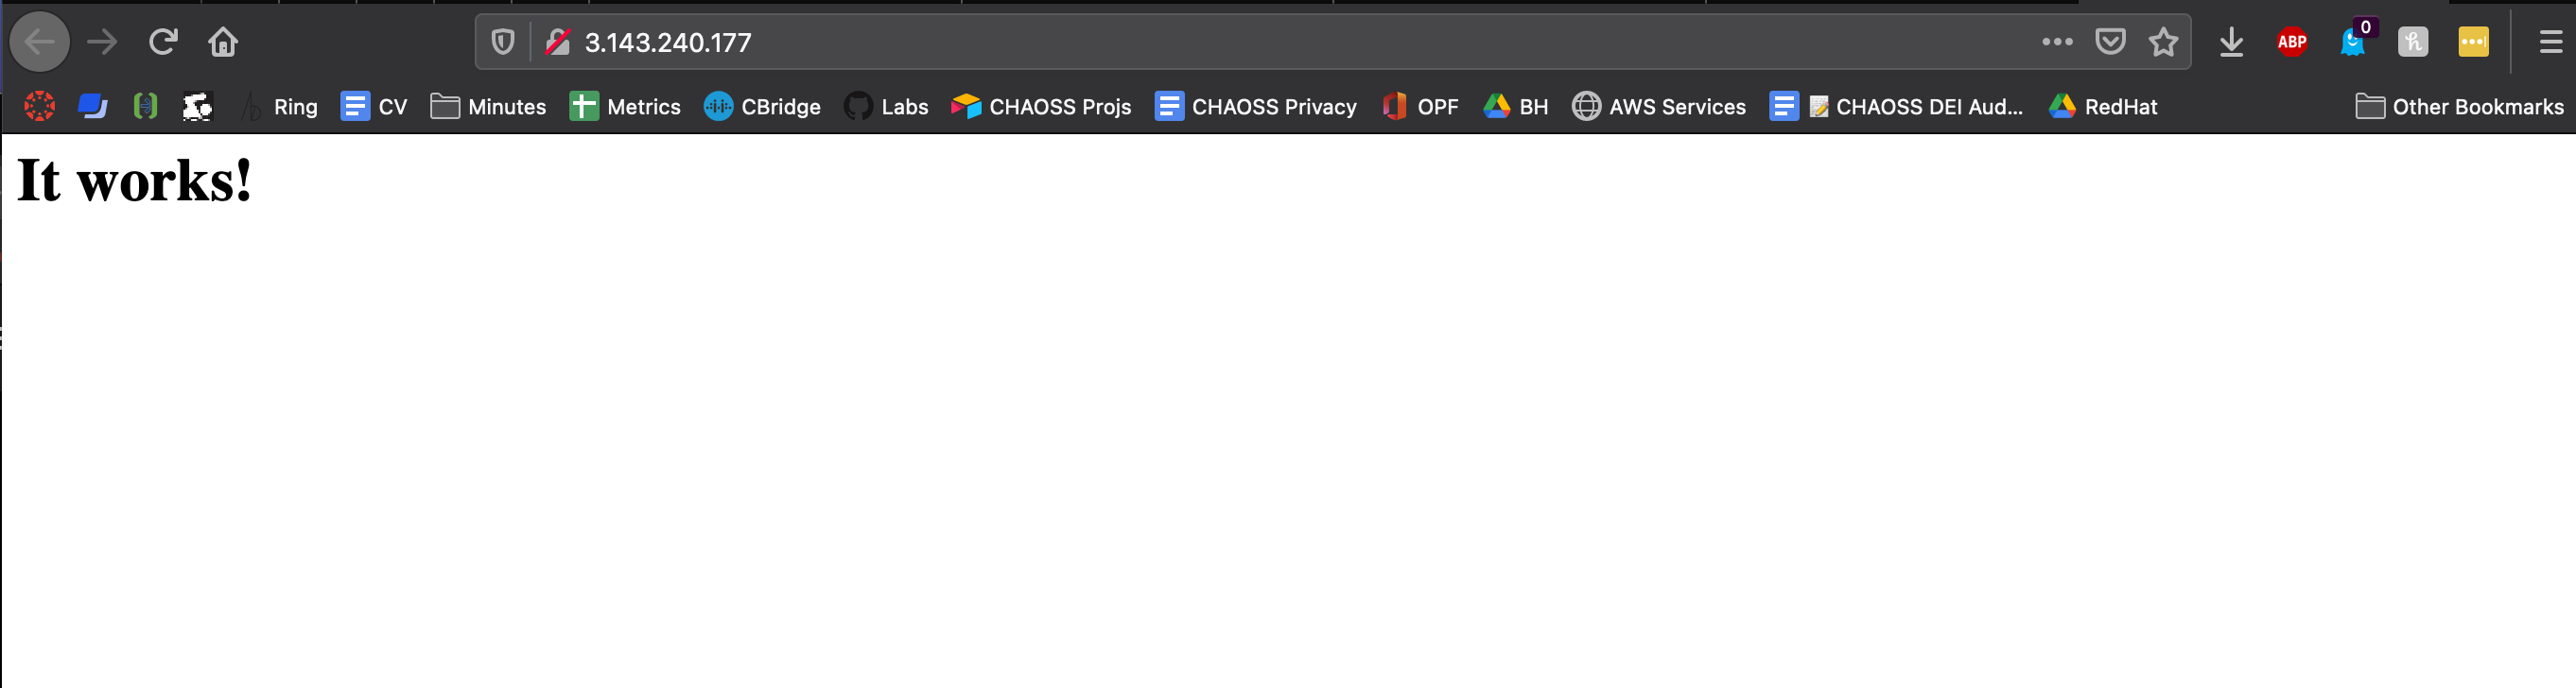 3.143.240.177
ABP 0
Ring CV Minutes Metrics CBridge Labs CHAOSS Projs CHAOSS Privacy OPF BH AWS Services CHAOSS DEI Aud... RedHat Other Bookmarks
It works!